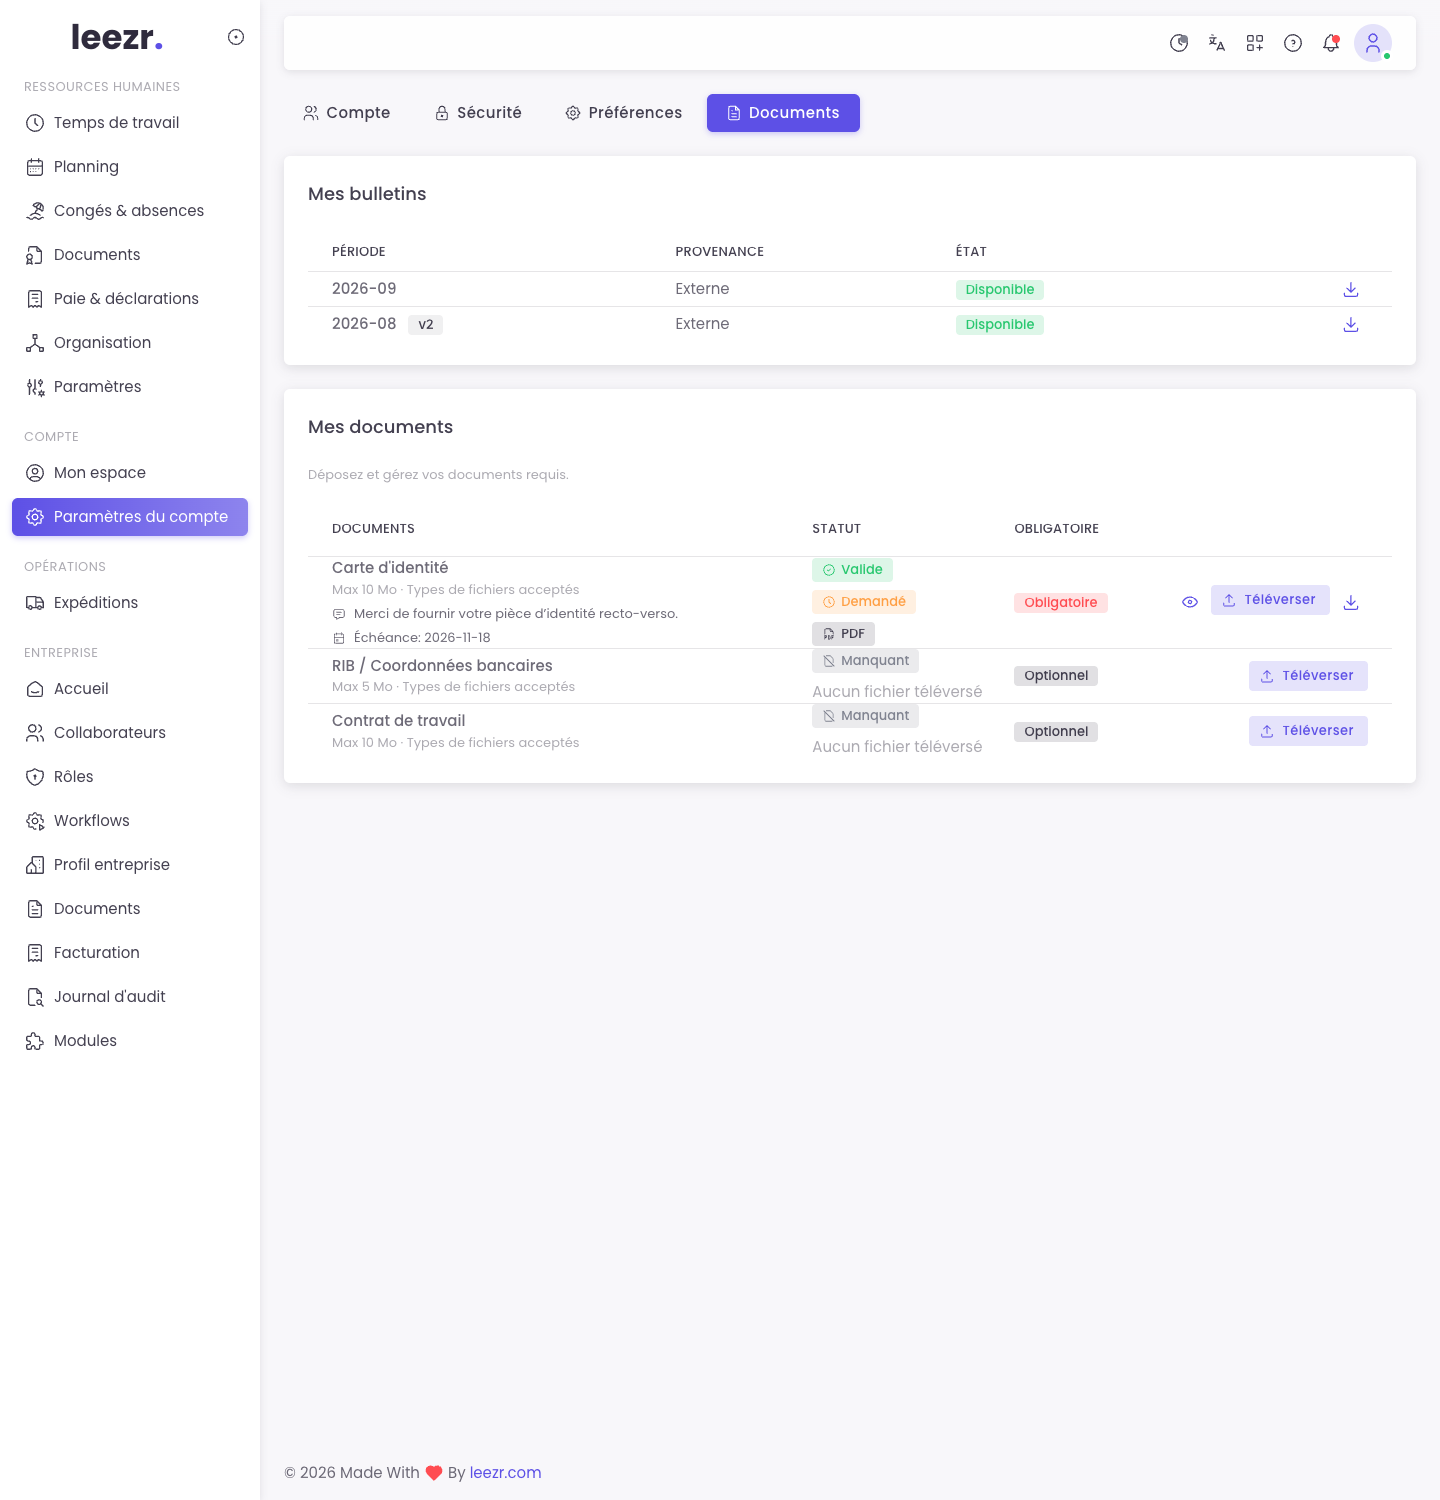 leezr.
RESSOURCES HUMAINES
Temps de travail
Planning
Congés & absences
Documents
Paie & déclarations
Organisation
Paramètres
COMPTE
Mon espace
Paramètres du compte
OPÉRATIONS
Expéditions
ENTREPRISE
Accueil
Collaborateurs
Rôles
Workflows
Profil entreprise
Documents
Facturation
Journal d'audit
Modules
Compte Sécurité Préférences Documents
Mes bulletins
PÉRIODE PROVENANCE ÉTAT
2026-09 Externe Disponible
2026-08 v2 Externe Disponible
Mes documents
Déposez et gérez vos documents requis.
DOCUMENTS STATUT OBLIGATOIRE
Carte d'identité
Max 10 Mo · Types de fichiers acceptés
Merci de fournir votre pièce d’identité recto-verso.
Échéance: 2026-11-18
Valide
Demandé
PDF
Obligatoire
Téléverser
RIB / Coordonnées bancaires
Max 5 Mo · Types de fichiers acceptés
Manquant
Aucun fichier téléversé
Optionnel
Téléverser
Contrat de travail
Max 10 Mo · Types de fichiers acceptés
Manquant
Aucun fichier téléversé
Optionnel
Téléverser
© 2026 Made With By leezr.com